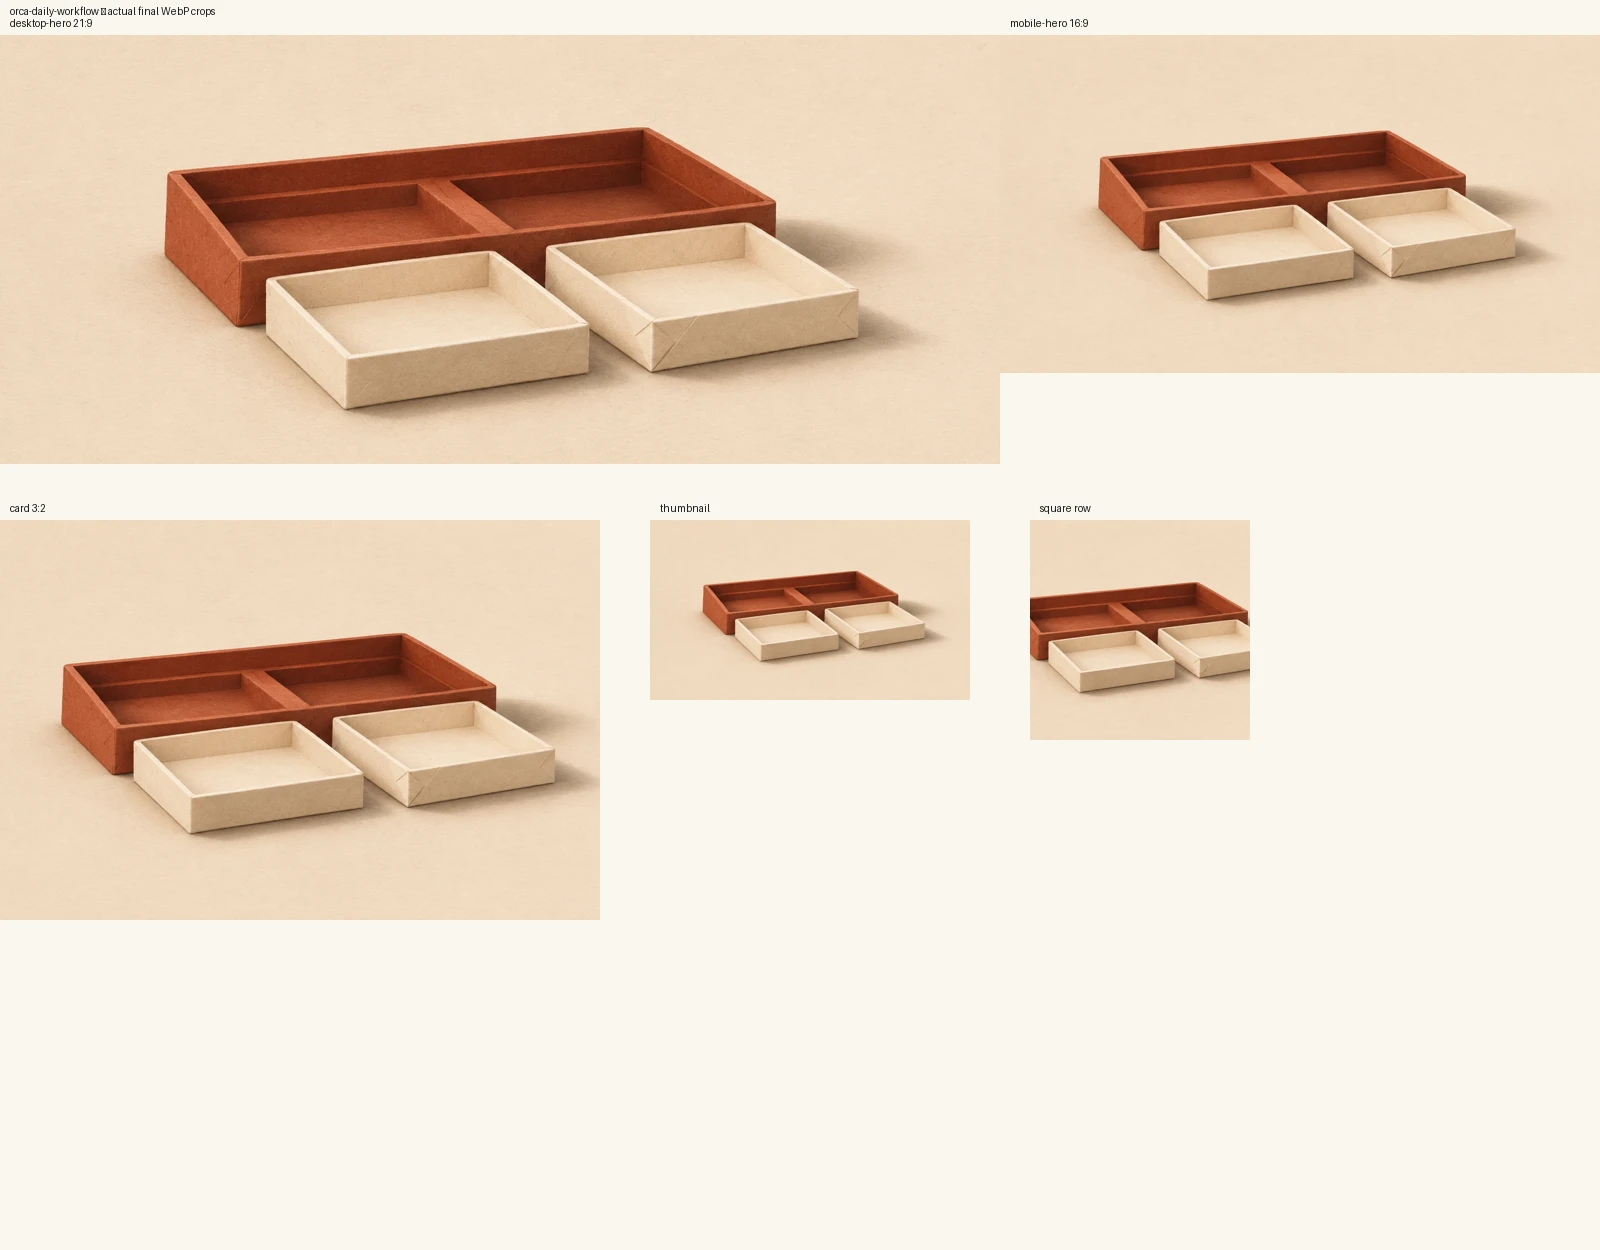 orca-daily-workflow actual final WebP crops
desktop-hero 21:9
mobile-hero 16:9
card 3:2
thumbnail
square row